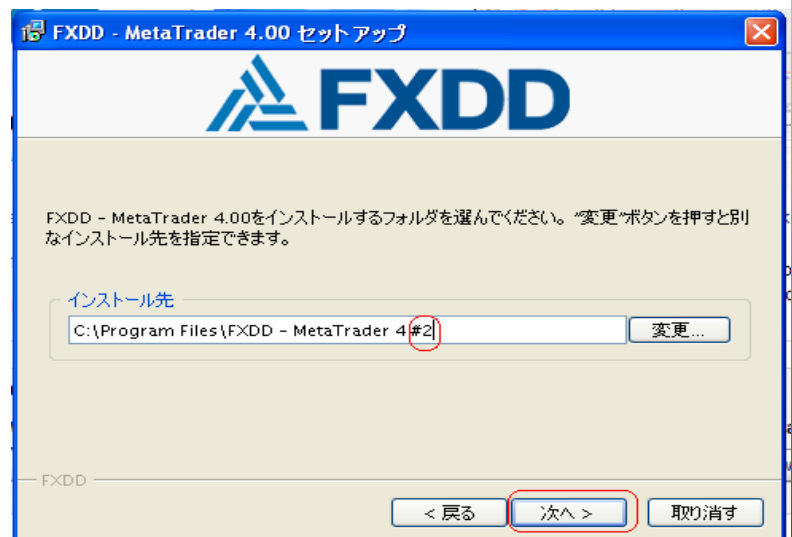 FXDD - MetaTrader 4.00 セットアップ
FXDD
FXDD - MetaTrader 4.00をインストールするフォルダを選んでください。"変更"ボタンを押すと別
なインストール先を指定できます。
インストール先
C:\Program Files\FXDD - MetaTrader 4 #2
変更...
FXDD
< 戻る
次へ >
取り消す